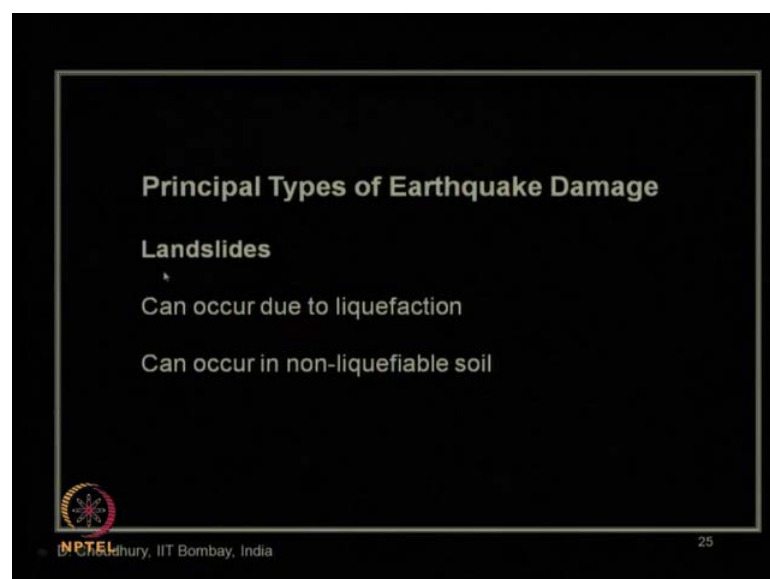 Principal Types of Earthquake Damage
Landslides
Can occur due to liquefaction
Can occur in non-liquefiable soil
NPTEL
D. Choudhury, IIT Bombay, India
25